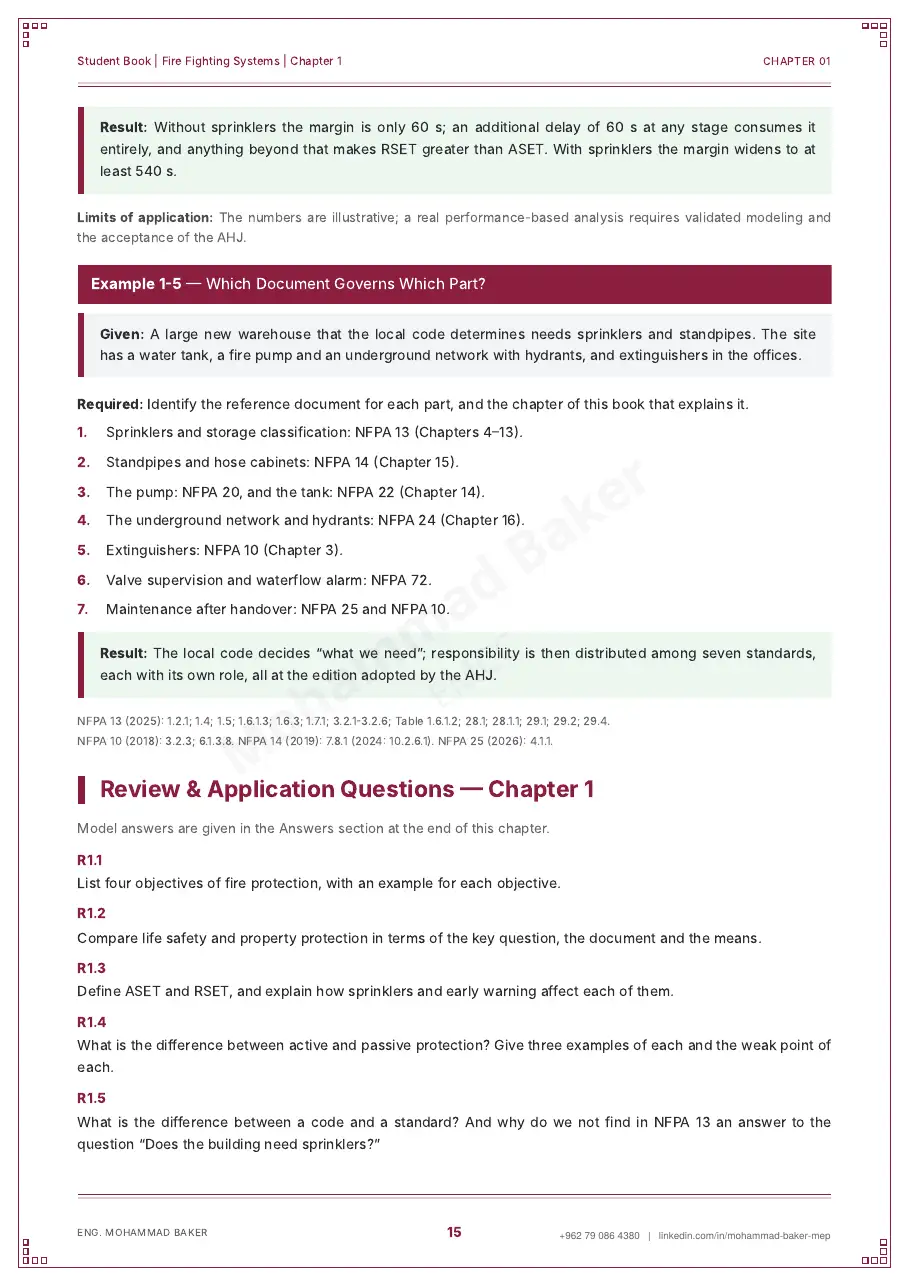 Student Book | Fire Fighting Systems | Chapter 1
CHAPTER 01
Result: Without sprinklers the margin is only 60 s; an additional delay of 60 s at any stage consumes it
entirely, and anything beyond that makes RSET greater than ASET. With sprinklers the margin widens to at
least 540 s.
Limits of application: The numbers are illustrative; a real performance-based analysis requires validated modeling and
the acceptance of the AHJ.
Example 1-5 — Which Document Governs Which Part?
Given: A large new warehouse that the local code determines needs sprinklers and standpipes. The site
has a water tank, a fire pump and an underground network with hydrants, and extinguishers in the offices.
Required: Identify the reference document for each part, and the chapter of this book that explains it.
1. Sprinklers and storage classification: NFPA 13 (Chapters 4–13).
2. Standpipes and hose cabinets: NFPA 14 (Chapter 15).
3. The pump: NFPA 20, and the tank: NFPA 22 (Chapter 14).
4. The underground network and hydrants: NFPA 24 (Chapter 16).
5. Extinguishers: NFPA 10 (Chapter 3).
6. Valve supervision and waterflow alarm: NFPA 72.
7. Maintenance after handover: NFPA 25 and NFPA 10.
Result: The local code decides “what we need”; responsibility is then distributed among seven standards,
each with its own role, all at the edition adopted by the AHJ.
NFPA 13 (2025): 1.2.1; 1.4; 1.5; 1.6.1.3; 1.6.3; 1.7.1; 3.2.1-3.2.6; Table 1.6.1.2; 28.1; 28.1.1; 29.1; 29.2; 29.4.
NFPA 10 (2018): 3.2.3; 6.1.3.8. NFPA 14 (2019): 7.8.1 (2024: 10.2.6.1). NFPA 25 (2026): 4.1.1.
Mohammad Baker
Review & Application Questions — Chapter 1
Model answers are given in the Answers section at the end of this chapter.
R1.1
List four objectives of fire protection, with an example for each objective.
R1.2
Compare life safety and property protection in terms of the key question, the document and the means.
R1.3
Define ASET and RSET, and explain how sprinklers and early warning affect each of them.
R1.4
What is the difference between active and passive protection? Give three examples of each and the weak point of
each.
R1.5
What is the difference between a code and a standard? And why do we not find in NFPA 13 an answer to the
question “Does the building need sprinklers?”
ENG. MOHAMMAD BAKER
15
+962 79 086 4380 | linkedin.com/in/mohammad-baker-mep